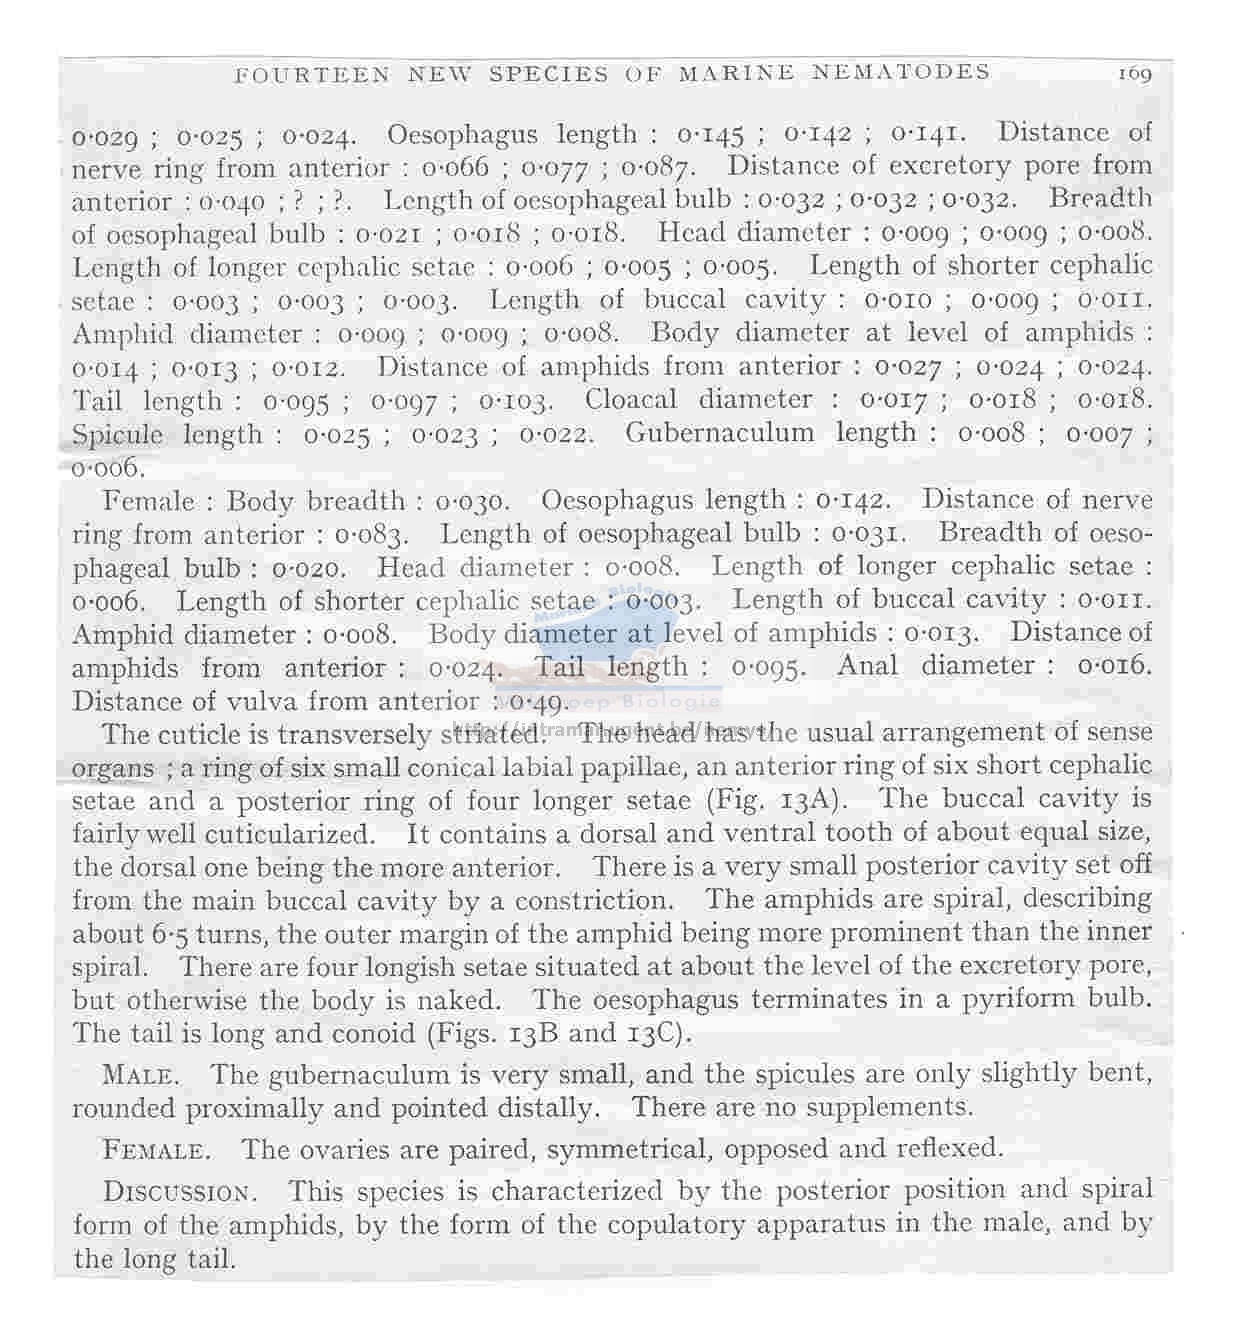 FOURTEEN NEW SPECIES OF MARINE NEMATODES 169
0·029 ; 0·025 ; 0·024. Oesophagus length : 0·145 ; 0·142 ; 0·141. Distance of
nerve ring from anterior : 0·066 ; 0·077 ; 0·087. Distance of excretory pore from
anterior : 0·040 ; ? ; ?. Length of oesophageal bulb : 0·032 ; 0·032 ; 0·032. Breadth
of oesophageal bulb : 0·021 ; 0·018 ; 0·018. Head diameter : 0·009 ; 0·009 ; 0·008.
Length of longer cephalic setae : 0·006 ; 0·005 ; 0·005. Length of shorter cephalic
setae : 0·003 ; 0·003 ; 0·003. Length of buccal cavity : 0·010 ; 0·009 ; 0·011.
Amphid diameter : 0·009 ; 0·009 ; 0·008. Body diameter at level of amphids :
0·014 ; 0·013 ; 0·012. Distance of amphids from anterior : 0·027 ; 0·024 ; 0·024.
Tail length : 0·095 ; 0·097 ; 0·103. Cloacal diameter : 0·017 ; 0·018 ; 0·018.
Spicule length : 0·025 ; 0·023 ; 0·022. Gubernaculum length : 0·008 ; 0·007 ;
0·006.
Female : Body breadth : 0·030. Oesophagus length : 0·142. Distance of nerve
ring from anterior : 0·083. Length of oesophageal bulb : 0·031. Breadth of oeso-
phageal bulb : 0·020. Head diameter : 0·008. Length of longer cephalic setae :
0·006. Length of shorter cephalic setae : 0·003. Length of buccal cavity : 0·011.
Amphid diameter : 0·008. Body diameter at level of amphids : 0·013. Distance of
amphids from anterior : 0·024. Tail length : 0·095. Anal diameter : 0·016.
Distance of vulva from anterior : 0·49.
The cuticle is transversely striated. The head has the usual arrangement of sense
organs ; a ring of six small conical labial papillae, an anterior ring of six short cephalic
setae and a posterior ring of four longer setae (Fig. 13A). The buccal cavity is
fairly well cuticularized. It contains a dorsal and ventral tooth of about equal size,
the dorsal one being the more anterior. There is a very small posterior cavity set off
from the main buccal cavity by a constriction. The amphids are spiral, describing
about 6·5 turns, the outer margin of the amphid being more prominent than the inner
spiral. There are four longish setae situated at about the level of the excretory pore,
but otherwise the body is naked. The oesophagus terminates in a pyriform bulb.
The tail is long and conoid (Figs. 13B and 13C).
MALE. The gubernaculum is very small, and the spicules are only slightly bent,
rounded proximally and pointed distally. There are no supplements.
FEMALE. The ovaries are paired, symmetrical, opposed and reflexed.
DISCUSSION. This species is characterized by the posterior position and spiral
form of the amphids, by the form of the copulatory apparatus in the male, and by
the long tail.